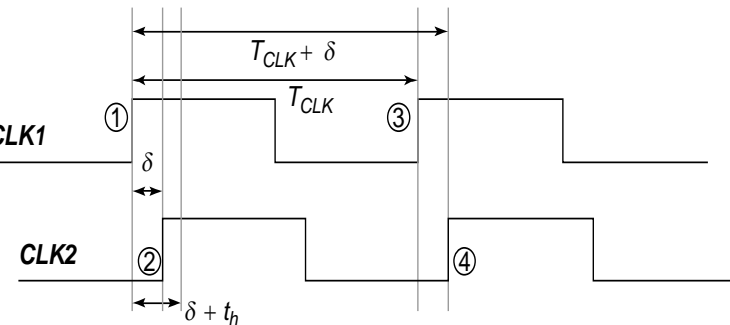 T_CLK + δ
T_CLK
① ③
CLK1
δ
CLK2 ② ④
δ + t_h